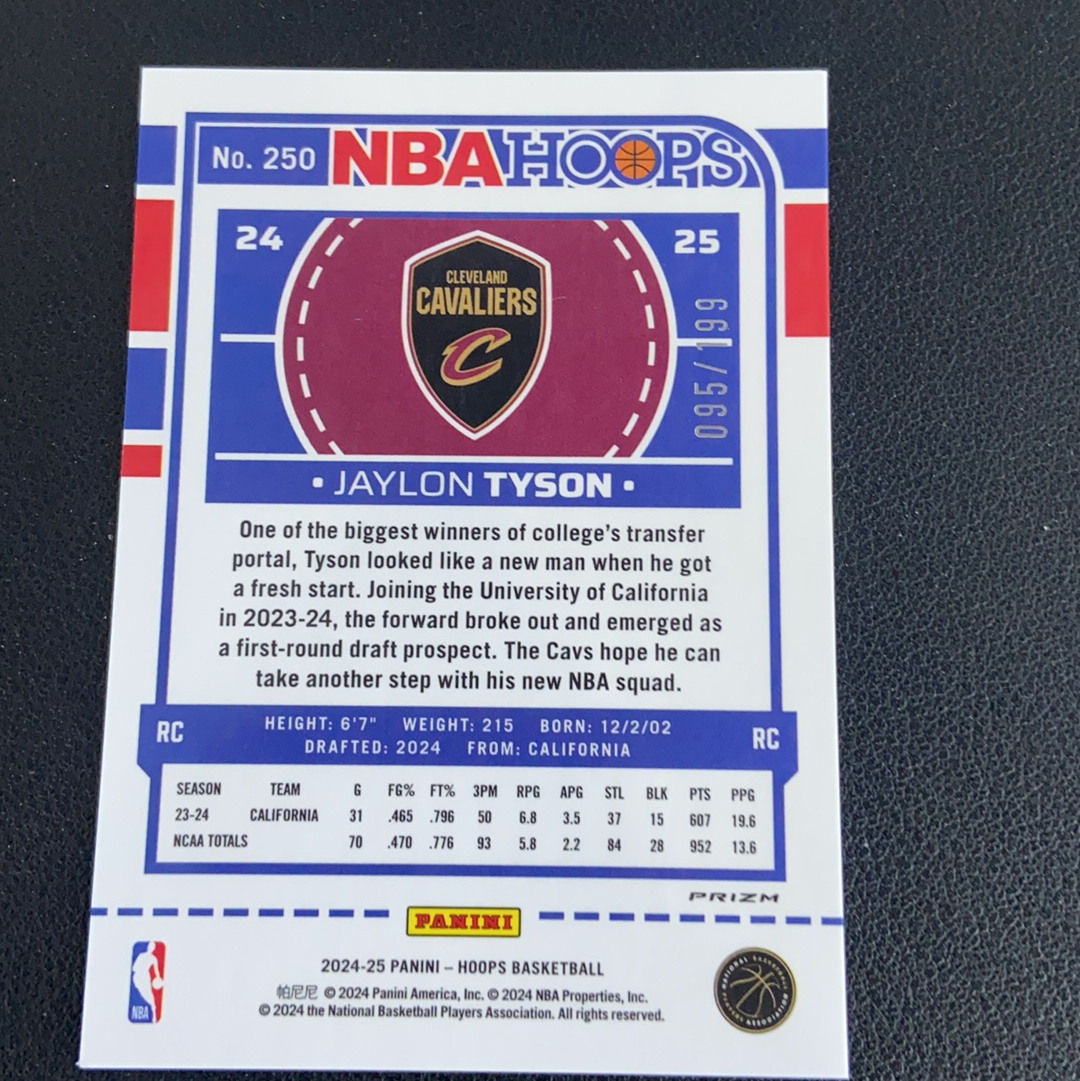 No. 250 NBA HOOPS
24 25
CLEVELAND
CAVALIERS
C
095/199
• JAYLON TYSON •
One of the biggest winners of college's transfer
portal, Tyson looked like a new man when he got
a fresh start. Joining the University of California
in 2023-24, the forward broke out and emerged as
a first-round draft prospect. The Cavs hope he can
take another step with his new NBA squad.
RC HEIGHT: 6'7" WEIGHT: 215 BORN: 12/2/02 RC
DRAFTED: 2024 FROM: CALIFORNIA
SEASON TEAM G FG% FT% 3PM RPG APG STL BLK PTS PPG
23-24 CALIFORNIA 31 .465 .796 50 6.8 3.5 37 15 607 19.6
NCAA TOTALS 70 .470 .776 93 5.8 2.2 84 28 952 13.6
PRIZM
PANINI
2024-25 PANINI – HOOPS BASKETBALL
帕尼尼 © 2024 Panini America, Inc. © 2024 NBA Properties, Inc.
© 2024 the National Basketball Players Association. All rights reserved.
NBA
NATIONAL BASKETBALL
PLAYERS ASSOCIATION